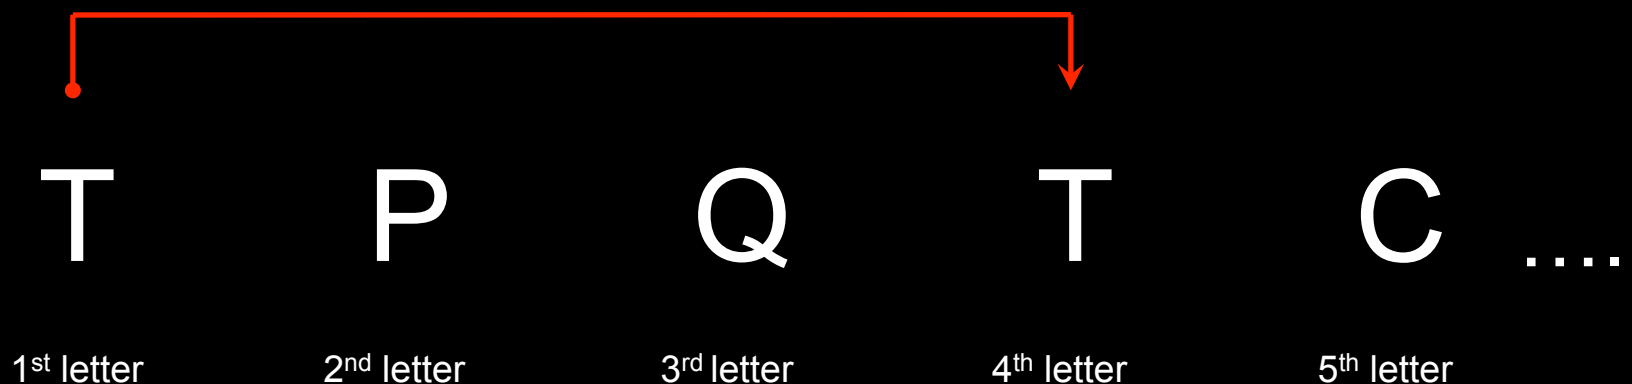 T P Q T C ....
1st letter 2nd letter 3rd letter 4th letter 5th letter